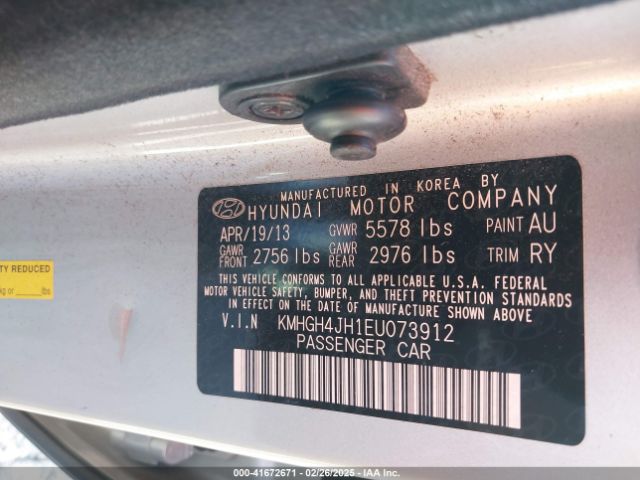 MANUFACTURED IN KOREA BY
HYUNDAI MOTOR COMPANY
APR/19/13 GVWR 5578 lbs PAINT AU
GAWR FRONT 2756 lbs GAWR REAR 2976 lbs TRIM RY
THIS VEHICLE CONFORMS TO ALL APPLICABLE U.S.A. FEDERAL
MOTOR VEHICLE SAFETY, BUMPER, AND THEFT PREVENTION STANDARDS
IN EFFECT ON THE DATE OF MANUFACTURE SHOWN ABOVE
V.I.N KMHGH4JH1EU073912
PASSENGER CAR
Y REDUCED
kg or lbs
000-41672671 - 02/26/2025 - IAA Inc.